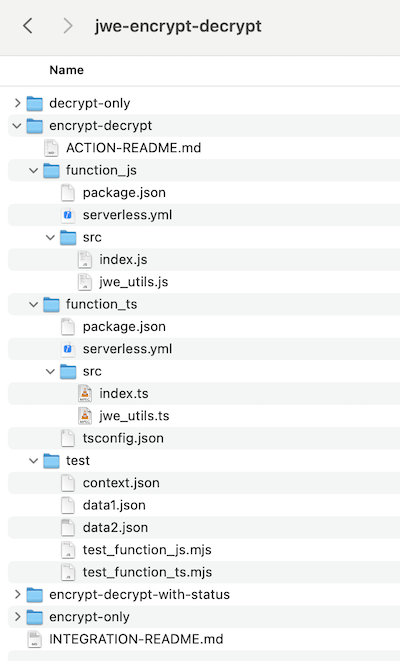 jwe-encrypt-decrypt
Name
decrypt-only
encrypt-decrypt
ACTION-README.md
function_js
package.json
serverless.yml
src
index.js
jwe_utils.js
function_ts
package.json
serverless.yml
src
index.ts
jwe_utils.ts
tsconfig.json
test
context.json
data1.json
data2.json
test_function_js.mjs
test_function_ts.mjs
encrypt-decrypt-with-status
encrypt-only
INTEGRATION-README.md